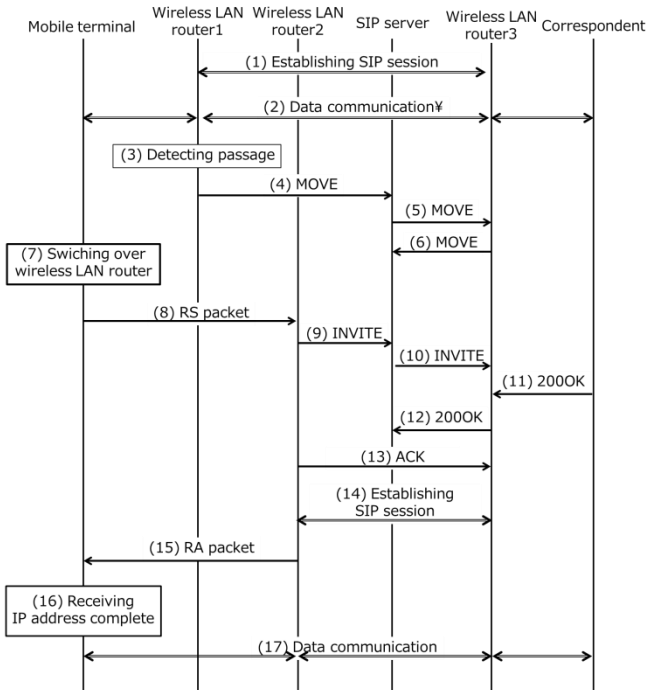 Mobile terminal
Wireless LAN
router1
Wireless LAN
router2
SIP server
Wireless LAN
router3
Correspondent
(1) Establishing SIP session
(2) Data communication¥
(3) Detecting passage
(4) MOVE
(5) MOVE
(6) MOVE
(7) Swiching over
wireless LAN router
(8) RS packet
(9) INVITE
(10) INVITE
(11) 200OK
(12) 200OK
(13) ACK
(14) Establishing
SIP session
(15) RA packet
(16) Receiving
IP address complete
(17) Data communication